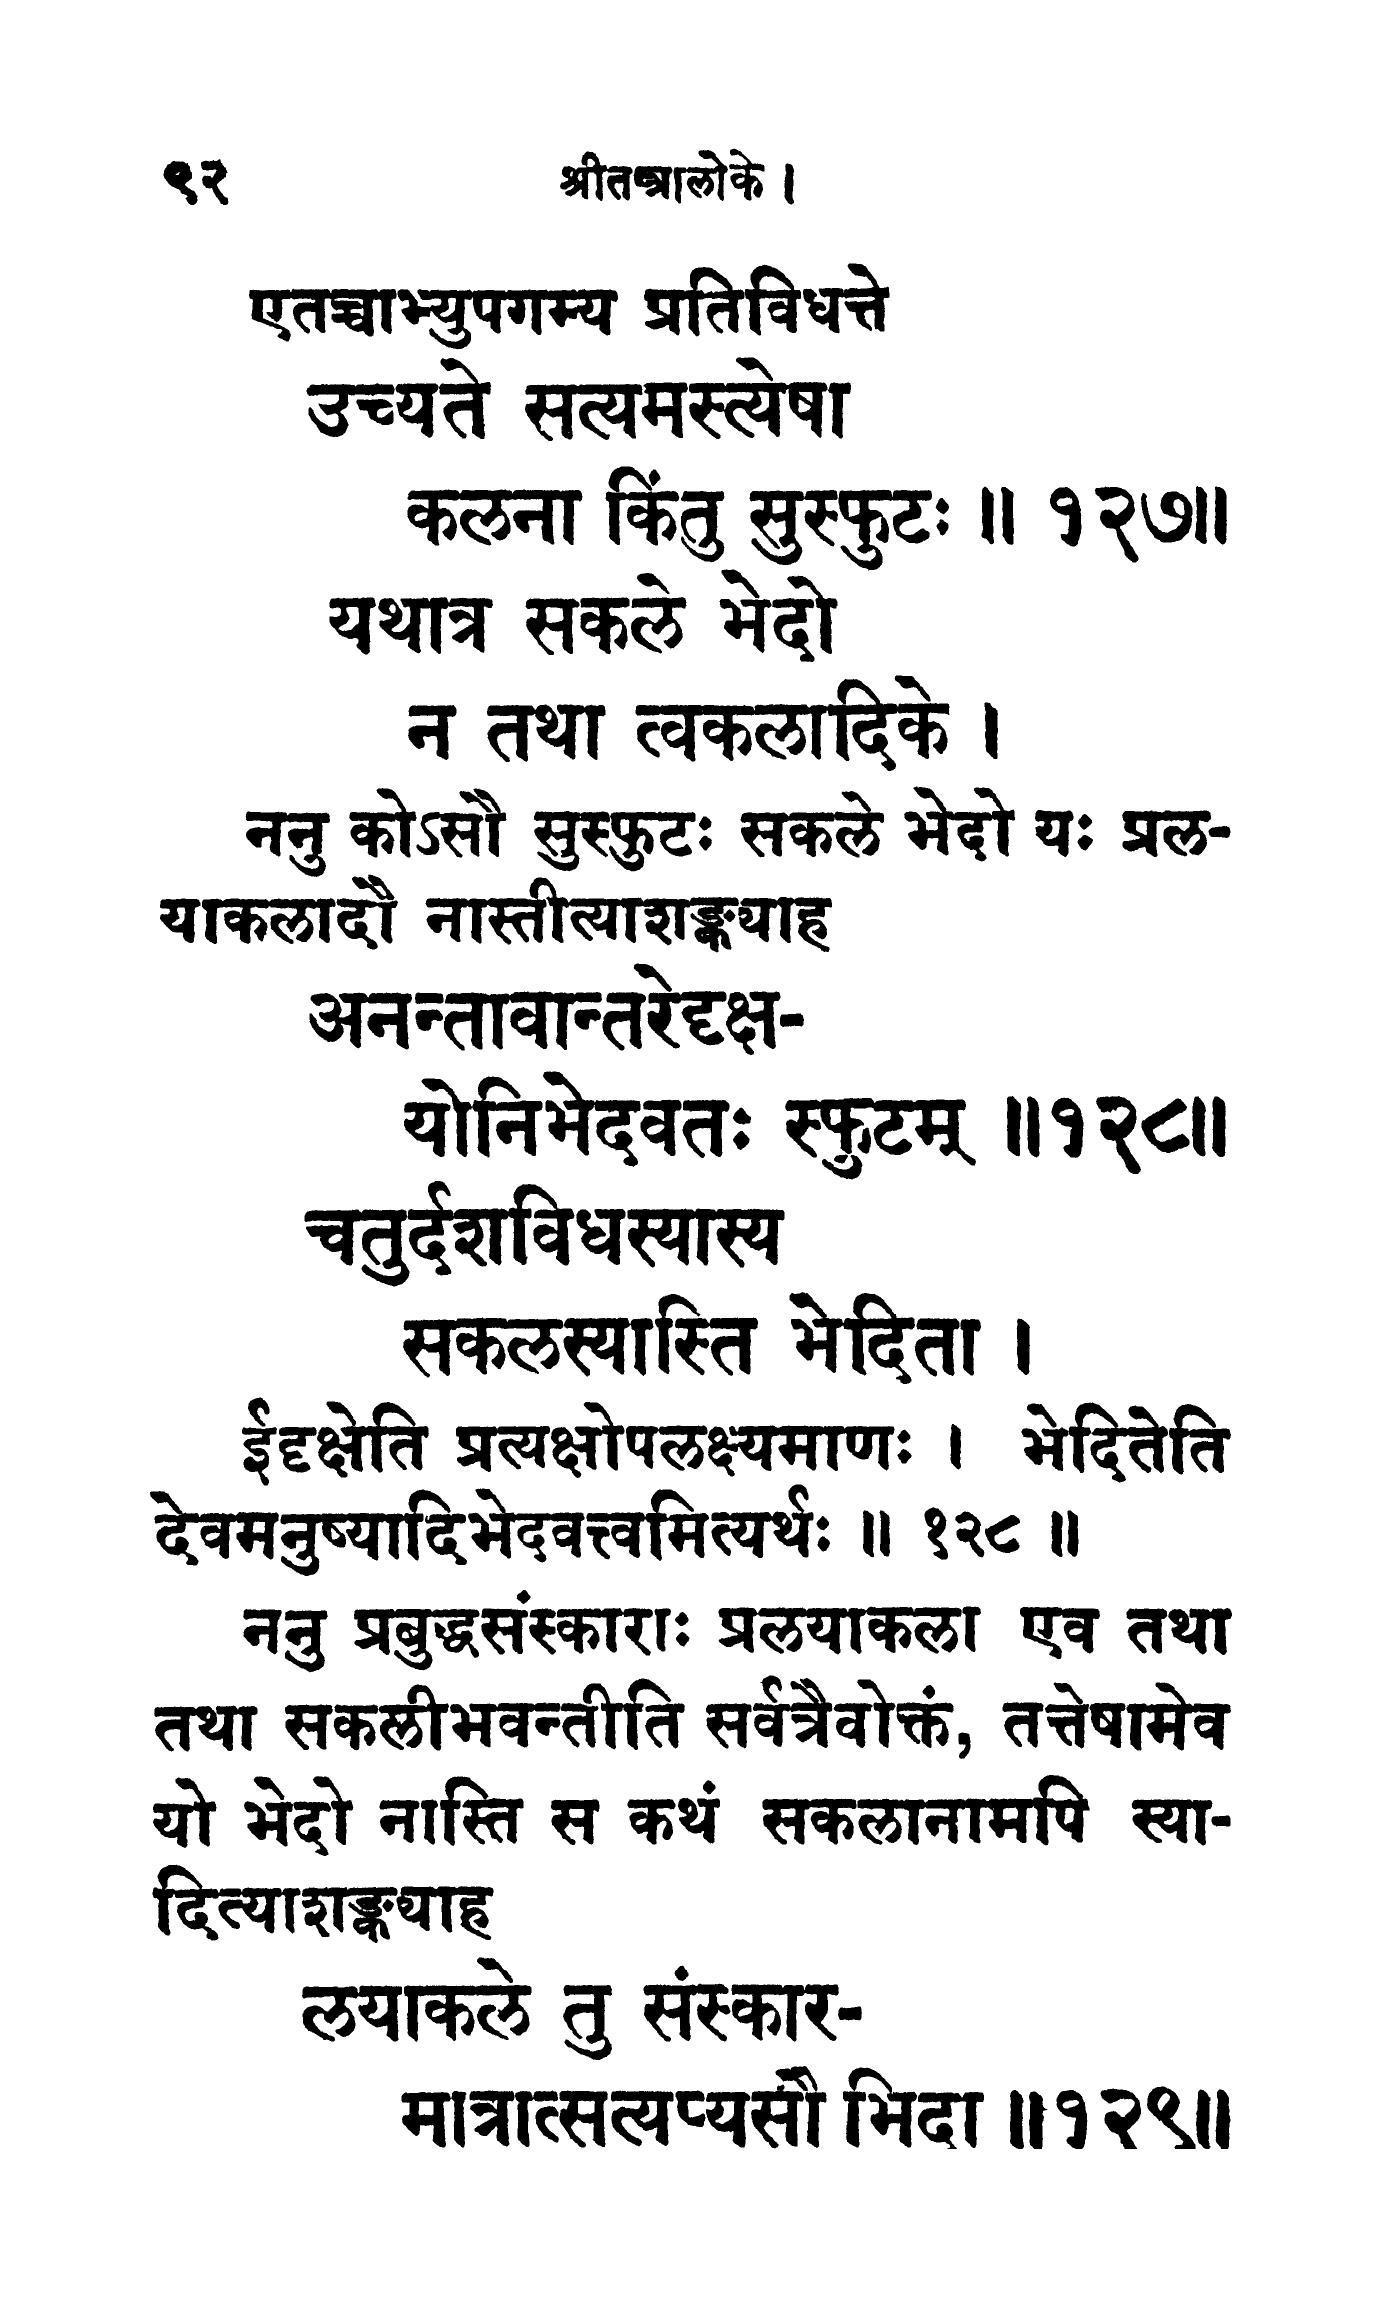 ९२ श्रीतन्त्रालोके ।
एतच्चाभ्युपगम्य प्रतिविधत्ते
उच्यते सत्यमस्त्येषा
कलना किंतु सुस्फुटः ॥ १२७॥
यथात्र सकले भेदो
न तथा त्वकलादिके ।
ननु कोऽसौ सुस्फुटः सकले भेदो यः प्रल-
याकलादौ नास्तीत्याशङ्क्याह
अनन्तावान्तरेदृक्ष-
योनिभेदवतः स्फुटम् ॥१२८॥
चतुर्दशविधस्यास्य
सकलस्यास्ति भेदिता ।
ईदृक्षेति प्रत्यक्षोपलक्ष्यमाणः । भेदितेति
देवमनुष्यादिभेदवत्त्वमित्यर्थः ॥ १२८ ॥
ननु प्रबुद्धसंस्काराः प्रलयाकला एव तथा
तथा सकलीभवन्तीति सर्वत्रैवोक्तं, तत्तेषामेव
यो भेदो नास्ति स कथं सकलानामपि स्या-
दित्याशङ्क्याह
लयाकले तु संस्कार-
मात्रात्सत्यप्यसौ भिदा ॥१२९॥